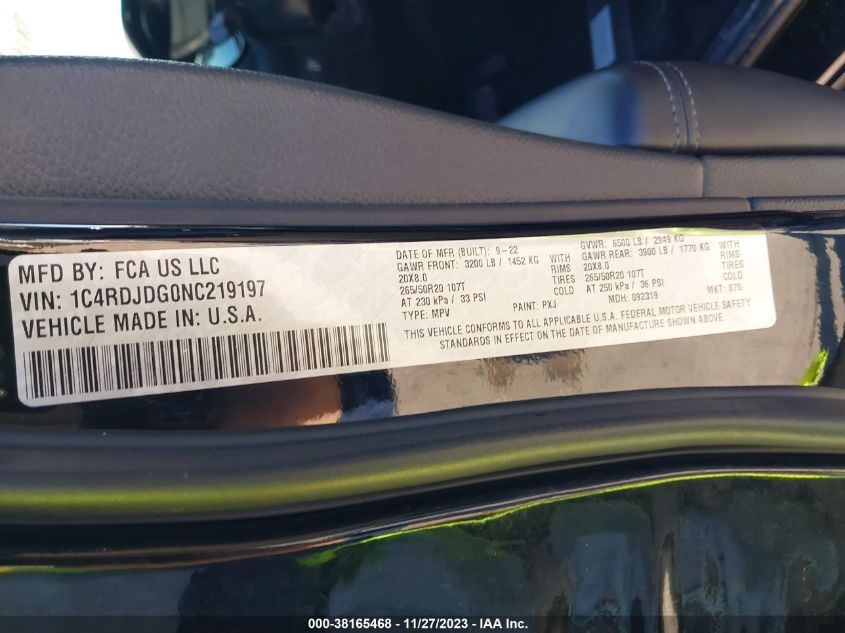 MFD BY: FCA US LLC
VIN: 1C4RDJDG0NC219197
VEHICLE MADE IN: U.S.A.
DATE OF MFR (BUILT): 9-22 GVWR: 6500 LB / 2949 KG
GAWR FRONT: 3200 LB / 1452 KG WITH GAWR REAR: 3900 LB / 1770 KG WITH
20X8.0 RIMS 20X8.0 RIMS
265/50R20 107T TIRES 265/50R20 107T TIRES
AT 230 kPa / 33 PSI COLD AT 250 kPa / 36 PSI COLD
TYPE: MPV PAINT: PXJ MDH: 092319 MKT: 875
THIS VEHICLE CONFORMS TO ALL APPLICABLE U.S.A. FEDERAL MOTOR VEHICLE SAFETY
STANDARDS IN EFFECT ON THE DATE OF MANUFACTURE SHOWN ABOVE.
000-38165468 - 11/27/2023 - IAA Inc.